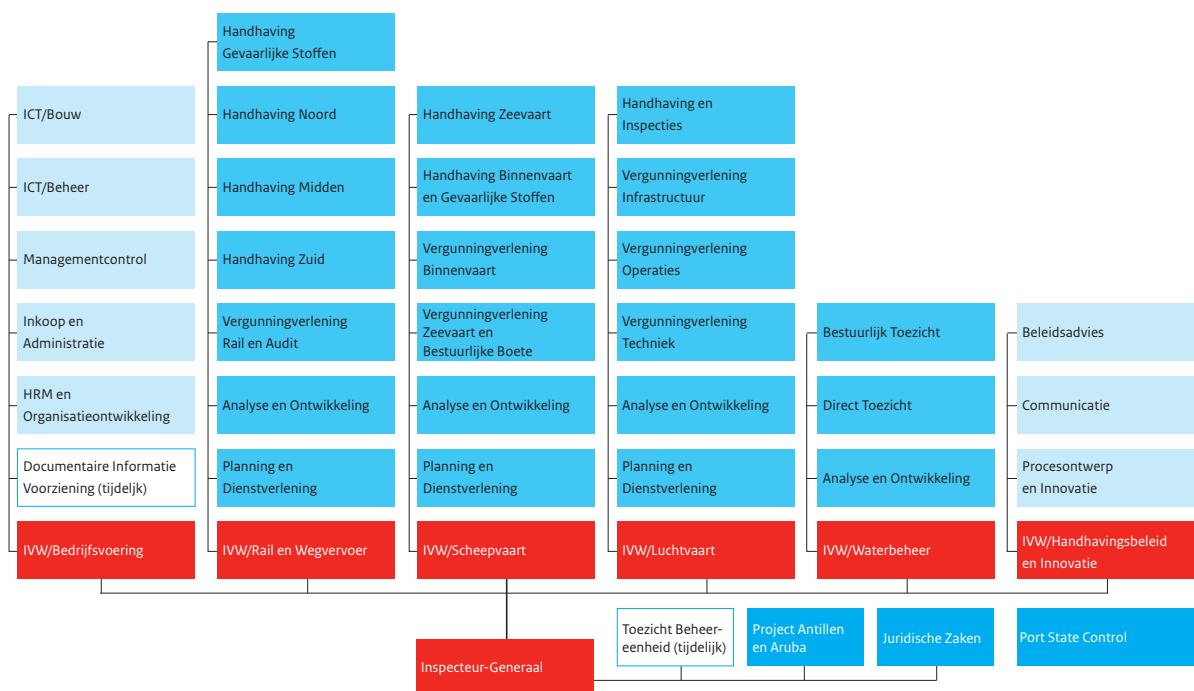 Handhaving
Gevaarlijke Stoffen
ICT/Bouw
Handhaving Noord
Handhaving Zeevaart
Handhaving en
Inspecties
ICT/Beheer
Handhaving Midden
Handhaving Binnenvaart
en Gevaarlijke Stoffen
Vergunningverlening
Infrastructuur
Managementcontrol
Handhaving Zuid
Vergunningverlening
Binnenvaart
Vergunningverlening
Operaties
Inkoop en
Administratie
Vergunningverlening
Rail en Audit
Vergunningverlening
Zeevaart en
Bestuurlijke Boete
Vergunningverlening
Techniek
Bestuurlijk Toezicht
Beleidsadvies
HRM en
Organisatieontwikkeling
Analyse en Ontwikkeling
Analyse en Ontwikkeling
Analyse en Ontwikkeling
Direct Toezicht
Communicatie
Documentaire Informatie
Voorziening (tijdeljk)
Planning en
Dienstverlening
Planning en
Dienstverlening
Planning en
Dienstverlening
Analyse en Ontwikkeling
Procesontwerp
en Innovatie
IVW/Bedrijfsvoering
IVW/Rail en Wegvervoer
IVW/Scheepvaart
IVW/Luchtvaart
IVW/Waterbeheer
IVW/Handhavingsbeleid
en Innovatie
Inspecteur-Generaal
Toezicht Beheer-
eenheid (tijdelijk)
Project Antillen
en Aruba
Juridische Zaken
Port State Control